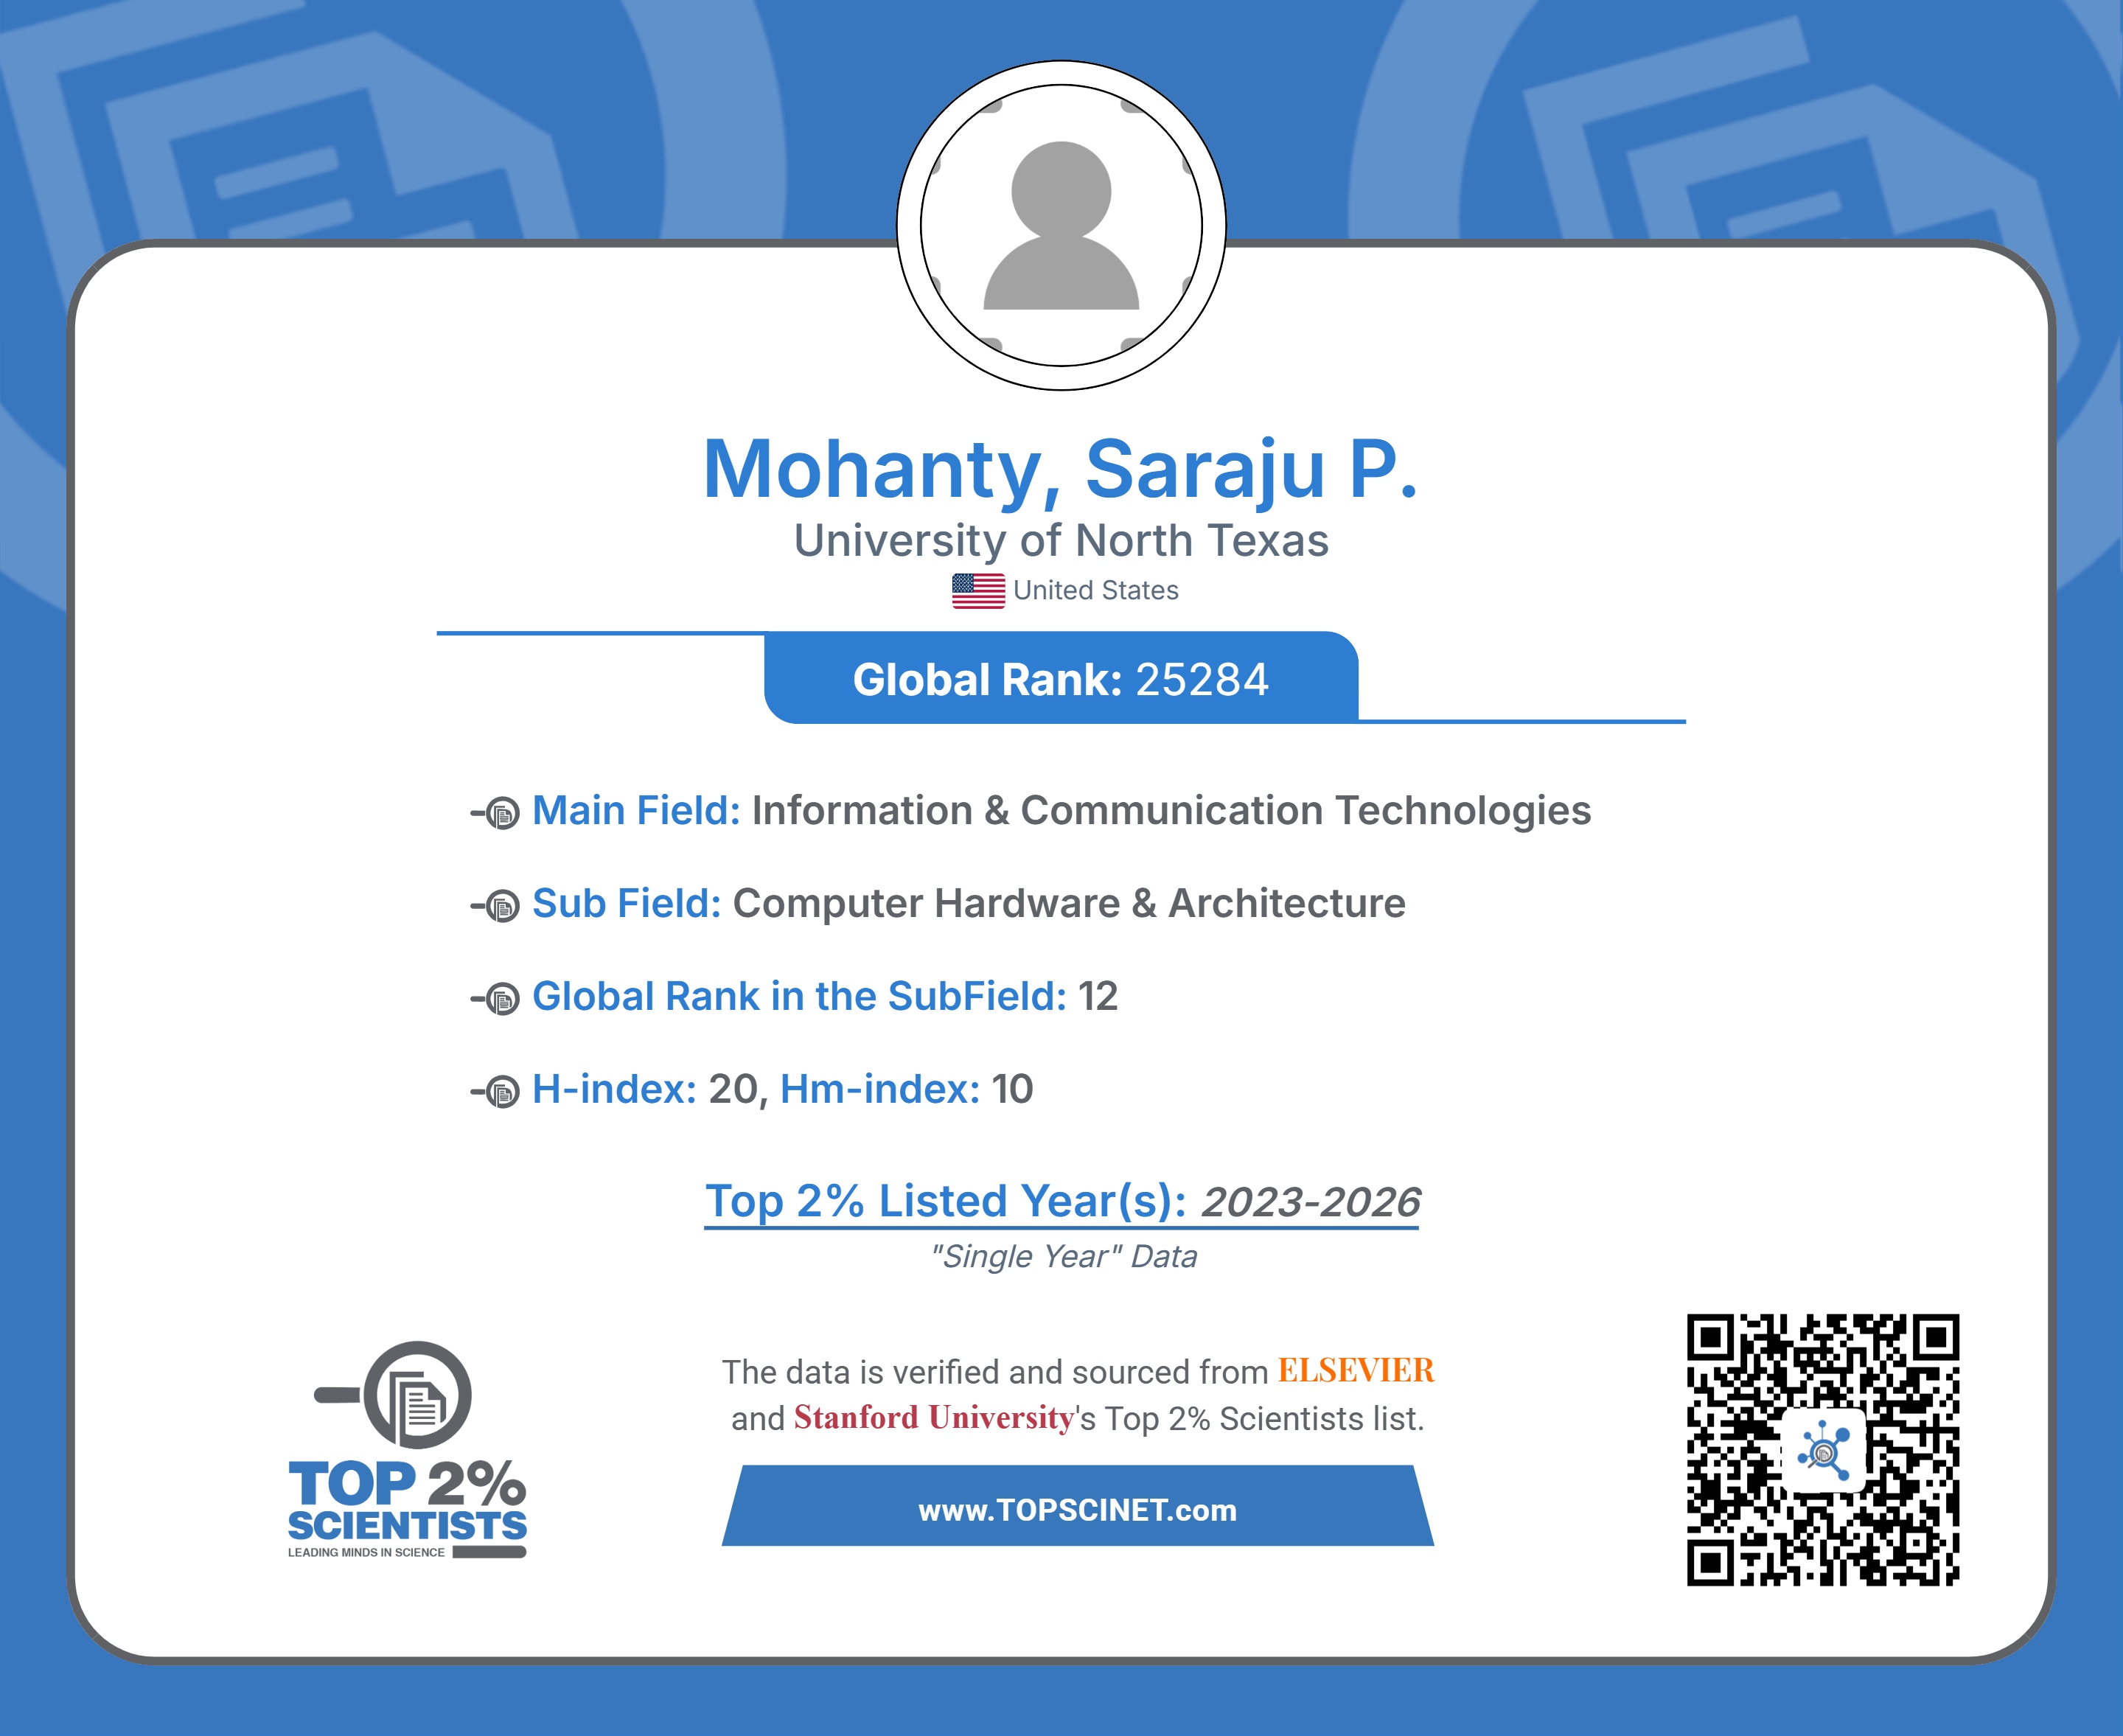 Mohanty, Saraju P.
University of North Texas
United States
Global Rank: 25284
Main Field: Information & Communication Technologies
Sub Field: Computer Hardware & Architecture
Global Rank in the SubField: 12
H-index: 20, Hm-index: 10
Top 2% Listed Year(s): 2023-2026
"Single Year" Data
The data is verified and sourced from ELSEVIER
and Stanford University's Top 2% Scientists list.
www.TOPSCINET.com
TOP 2%
SCIENTISTS
LEADING MINDS IN SCIENCE